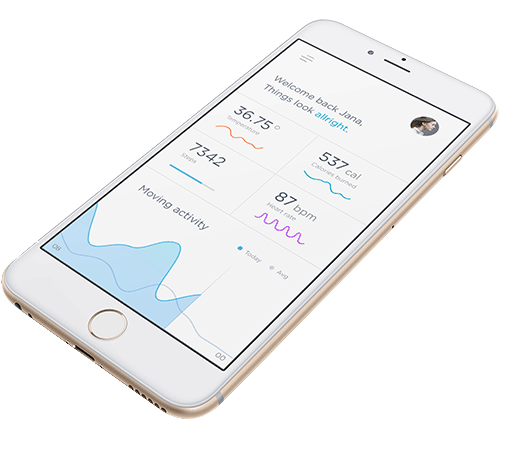 Welcome back Jana,
Things look allright.
36.75 °
Temperature
537 cal
Calories Burned
7342
Steps
87 bpm
Heart rate
Moving activity
Today
Avg
08
00